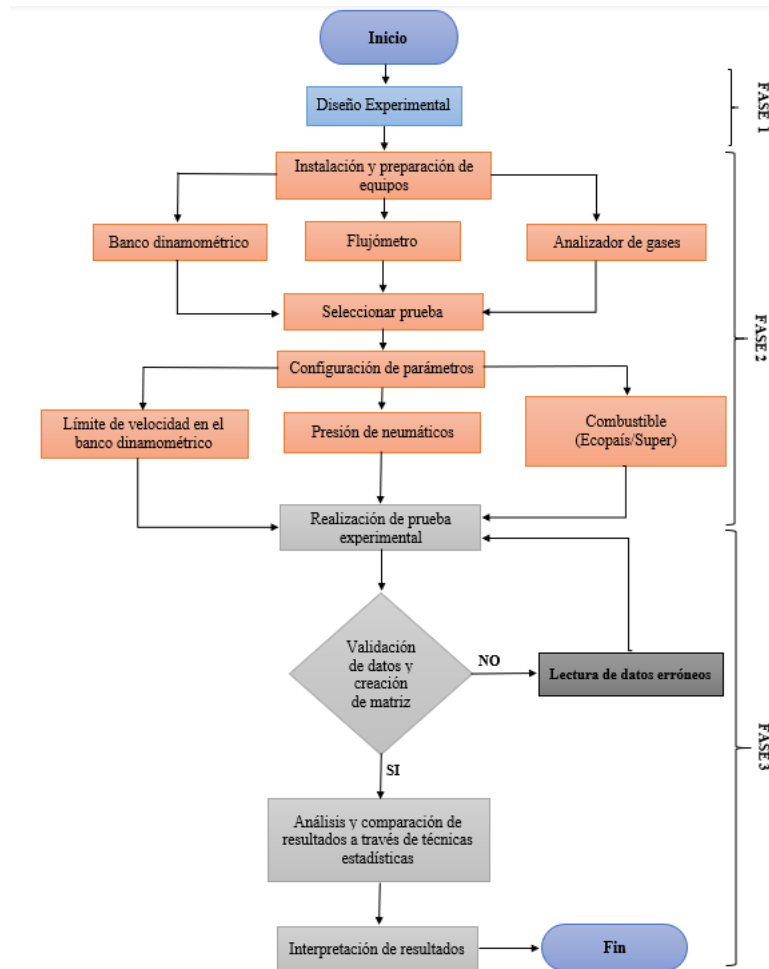 Inicio
FASE 1
Diseño Experimental
Instalación y preparación de
equipos
Banco dinamométrico
Flujómetro
Analizador de gases
Seleccionar prueba
FASE 2
Configuración de parámetros
Límite de velocidad en el
banco dinamométrico
Presión de neumáticos
Combustible
(Ecopaís/Super)
Realización de prueba
experimental
Validación
de datos y
creación
de matriz
NO
Lectura de datos erróneos
FASE3
SI
Análisis y comparación de
resultados a través de técnicas
estadísticas
Interpretación de resultados
Fin